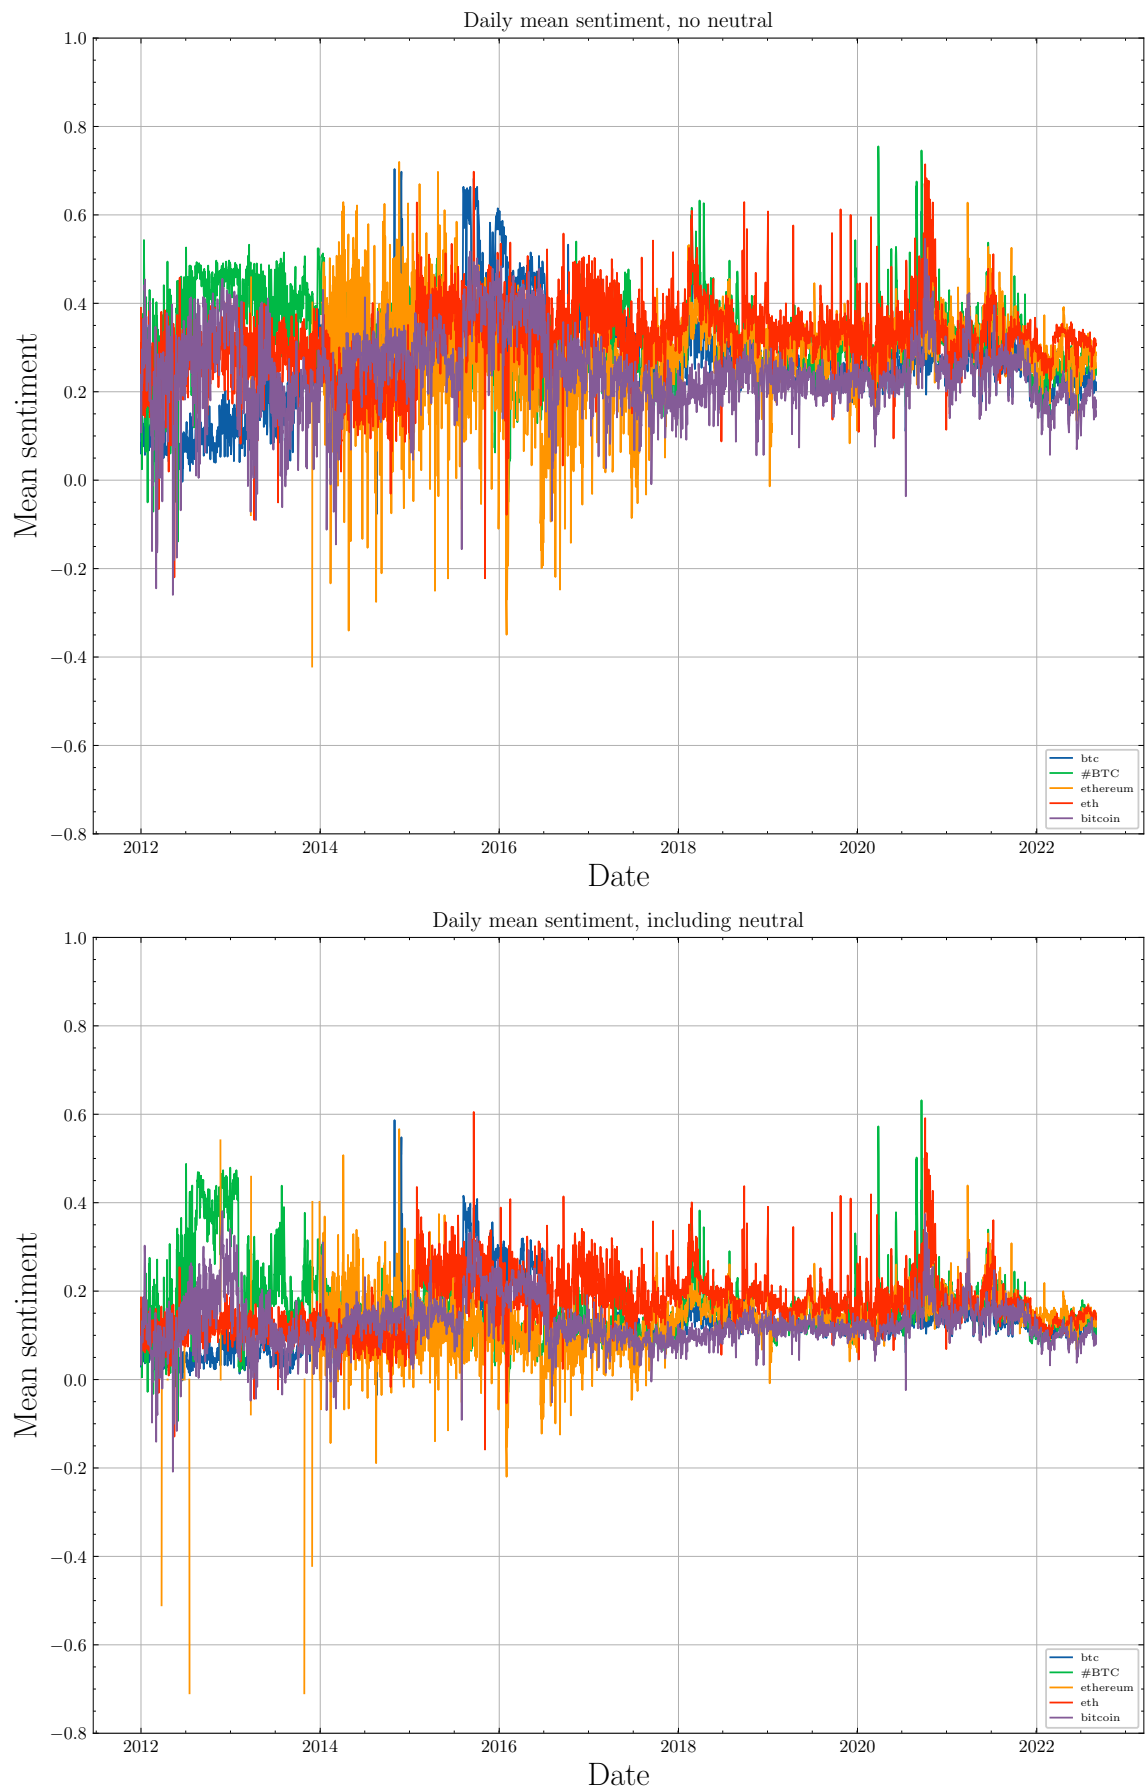 Daily mean sentiment, no neutral
1.0
0.8
0.6
0.4
0.2
0.0
−0.2
−0.4
−0.6
−0.8
Mean sentiment
btc
#BTC
ethereum
eth
bitcoin
2012 2014 2016 2018 2020 2022
Date
Daily mean sentiment, including neutral
1.0
0.8
0.6
0.4
0.2
0.0
−0.2
−0.4
−0.6
−0.8
Mean sentiment
btc
#BTC
ethereum
eth
bitcoin
2012 2014 2016 2018 2020 2022
Date